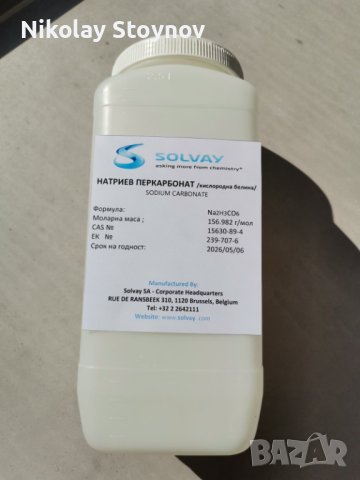 Nikolay Stoynov
SOLVAY
asking more from chemistry®
НАТРИЕВ ПЕРКАРБОНАТ /кислородна белина/
SODIUM CARBONATE
Формула: Na2H3CO6
Моларна маса ; 156.982 г/мол
CAS № 15630-89-4
ЕК № 239-707-6
Срок на годност: 2026/05/06
Manufactured By:
Solvay SA - Corporate Headquarters
RUE DE RANSBEEK 310, 1120 Brussels, Belgium
Tel: +32 2 2642111
Website: www.solvay.com
BAZAR